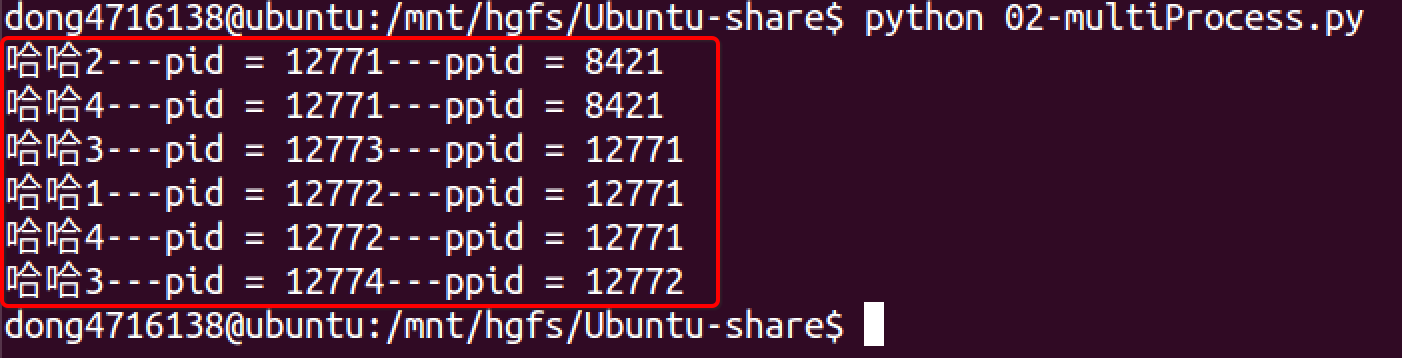 dong4716138@ubuntu:/mnt/hgfs/Ubuntu-share$ python 02-multiProcess.py
哈哈2---pid = 12771---ppid = 8421
哈哈4---pid = 12771---ppid = 8421
哈哈3---pid = 12773---ppid = 12771
哈哈1---pid = 12772---ppid = 12771
哈哈4---pid = 12772---ppid = 12771
哈哈3---pid = 12774---ppid = 12772
dong4716138@ubuntu:/mnt/hgfs/Ubuntu-share$